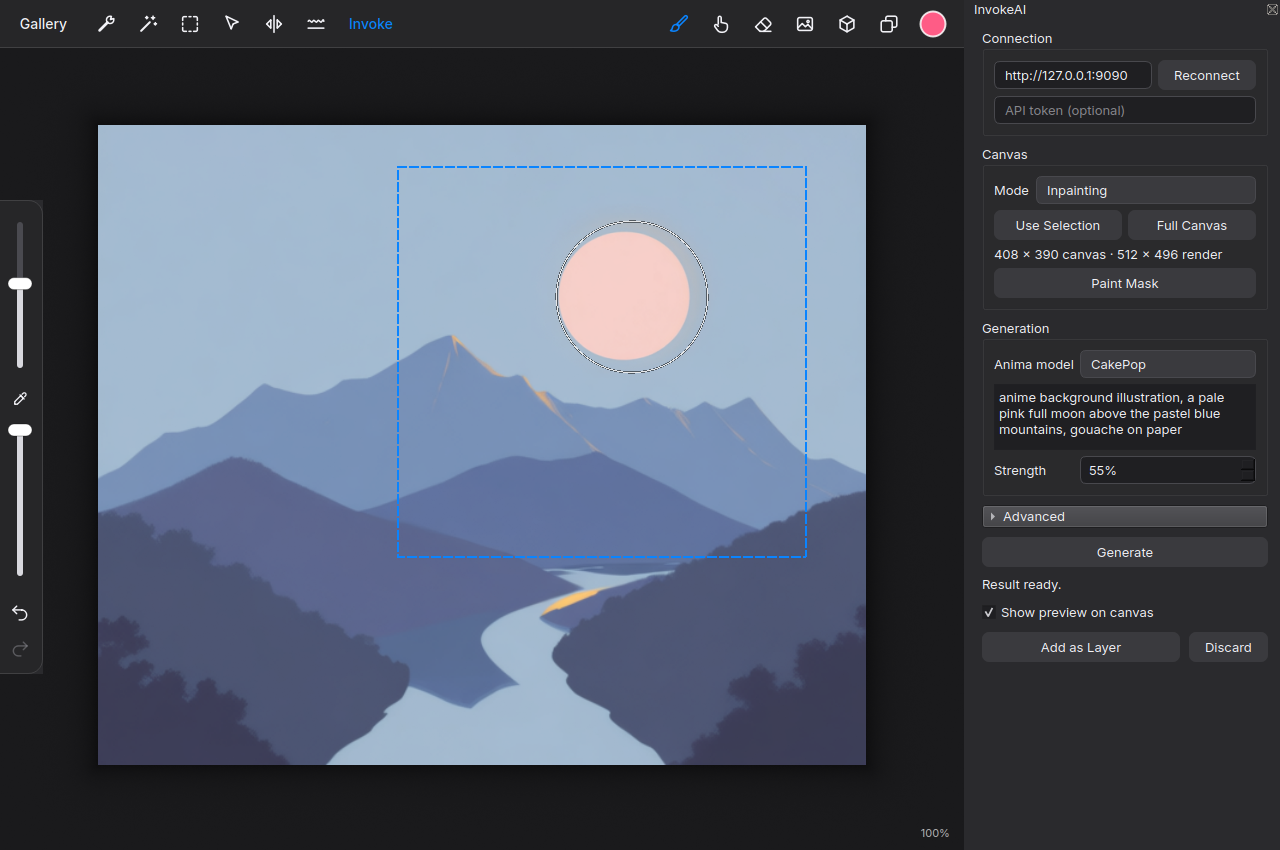 Gallery
Invoke
InvokeAI
Connection
http://127.0.0.1:9090
Reconnect
API token (optional)
Canvas
Mode
Inpainting
Use Selection
Full Canvas
408 × 390 canvas · 512 × 496 render
Paint Mask
Generation
Anima model
CakePop
anime background illustration, a pale
pink full moon above the pastel blue
mountains, gouache on paper
Strength
55%
Advanced
Generate
Result ready.
Show preview on canvas
Add as Layer
Discard
100%